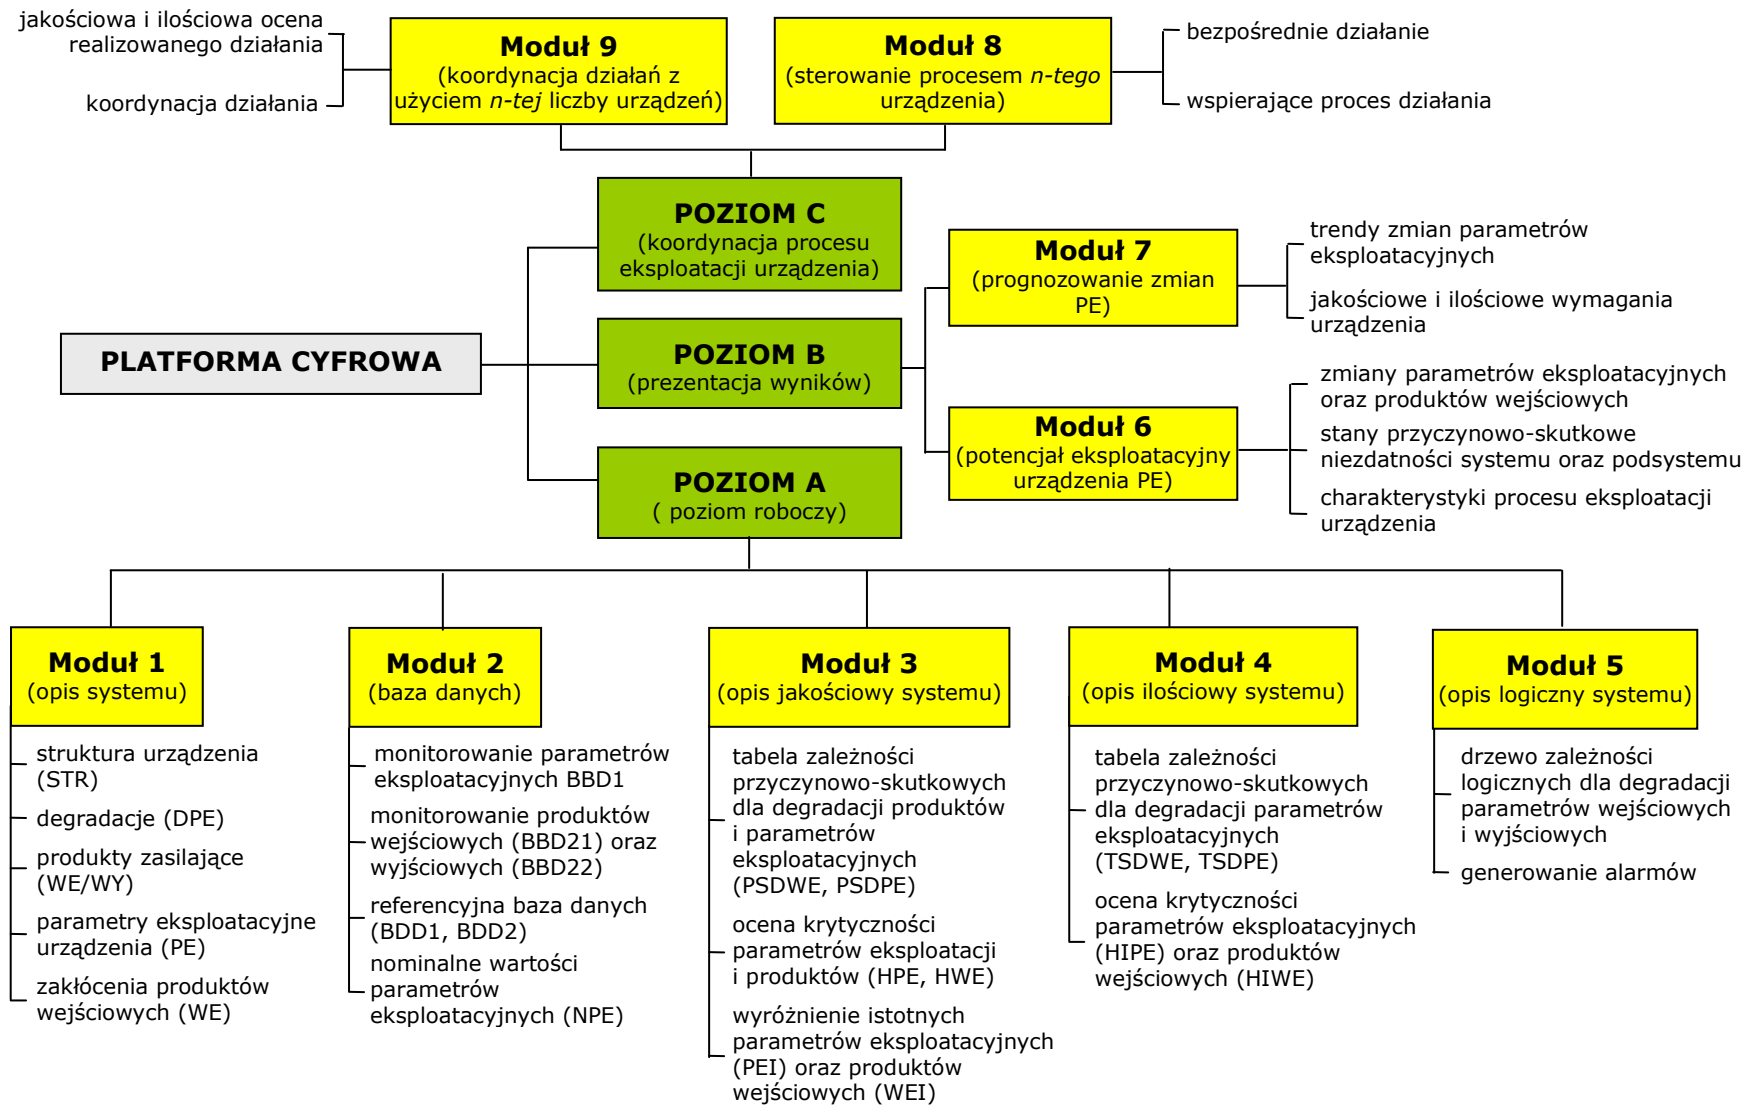 jakościowa i ilościowa ocena
realizowanego działania
koordynacja działania
Moduł 9
(koordynacja działań z
użyciem n-tej liczby urządzeń)
Moduł 8
(sterowanie procesem n-tego
urządzenia)
bezpośrednie działanie
wspierające proces działania
POZIOM C
(koordynacja procesu
eksploatacji urządzenia)
PLATFORMA CYFROWA
POZIOM B
(prezentacja wyników)
POZIOM A
( poziom roboczy)
Moduł 7
(prognozowanie zmian
PE)
trendy zmian parametrów
eksploatacyjnych
jakościowe i ilościowe wymagania
urządzenia
Moduł 6
(potencjał eksploatacyjny
urządzenia PE)
zmiany parametrów eksploatacyjnych
oraz produktów wejściowych
stany przyczynowo-skutkowe
niezdatności systemu oraz podsystemu
charakterystyki procesu eksploatacji
urządzenia
Moduł 1
(opis systemu)
struktura urządzenia
(STR)
degradacje (DPE)
produkty zasilające
(WE/WY)
parametry eksploatacyjne
urządzenia (PE)
zakłócenia produktów
wejściowych (WE)
Moduł 2
(baza danych)
monitorowanie parametrów
eksploatacyjnych BBD1
monitorowanie produktów
wejściowych (BBD21) oraz
wyjściowych (BBD22)
referencyjna baza danych
(BDD1, BDD2)
nominalne wartości
parametrów
eksploatacyjnych (NPE)
Moduł 3
(opis jakościowy systemu)
tabela zależności
przyczynowo-skutkowych
dla degradacji produktów
i parametrów
eksploatacyjnych
(PSDWE, PSDPE)
ocena krytyczności
parametrów eksploatacji
i produktów (HPE, HWE)
wyróżnienie istotnych
parametrów eksploatacyjnych
(PEI) oraz produktów
wejściowych (WEI)
Moduł 4
(opis ilościowy systemu)
tabela zależności
przyczynowo-skutkowych
dla degradacji parametrów
eksploatacyjnych
(TSDWE, TSDPE)
ocena krytyczności
parametrów eksploatacyjnych
(HIPE) oraz produktów
wejściowych (HIWE)
Moduł 5
(opis logiczny systemu)
drzewo zależności
logicznych dla degradacji
parametrów wejściowych
i wyjściowych
generowanie alarmów